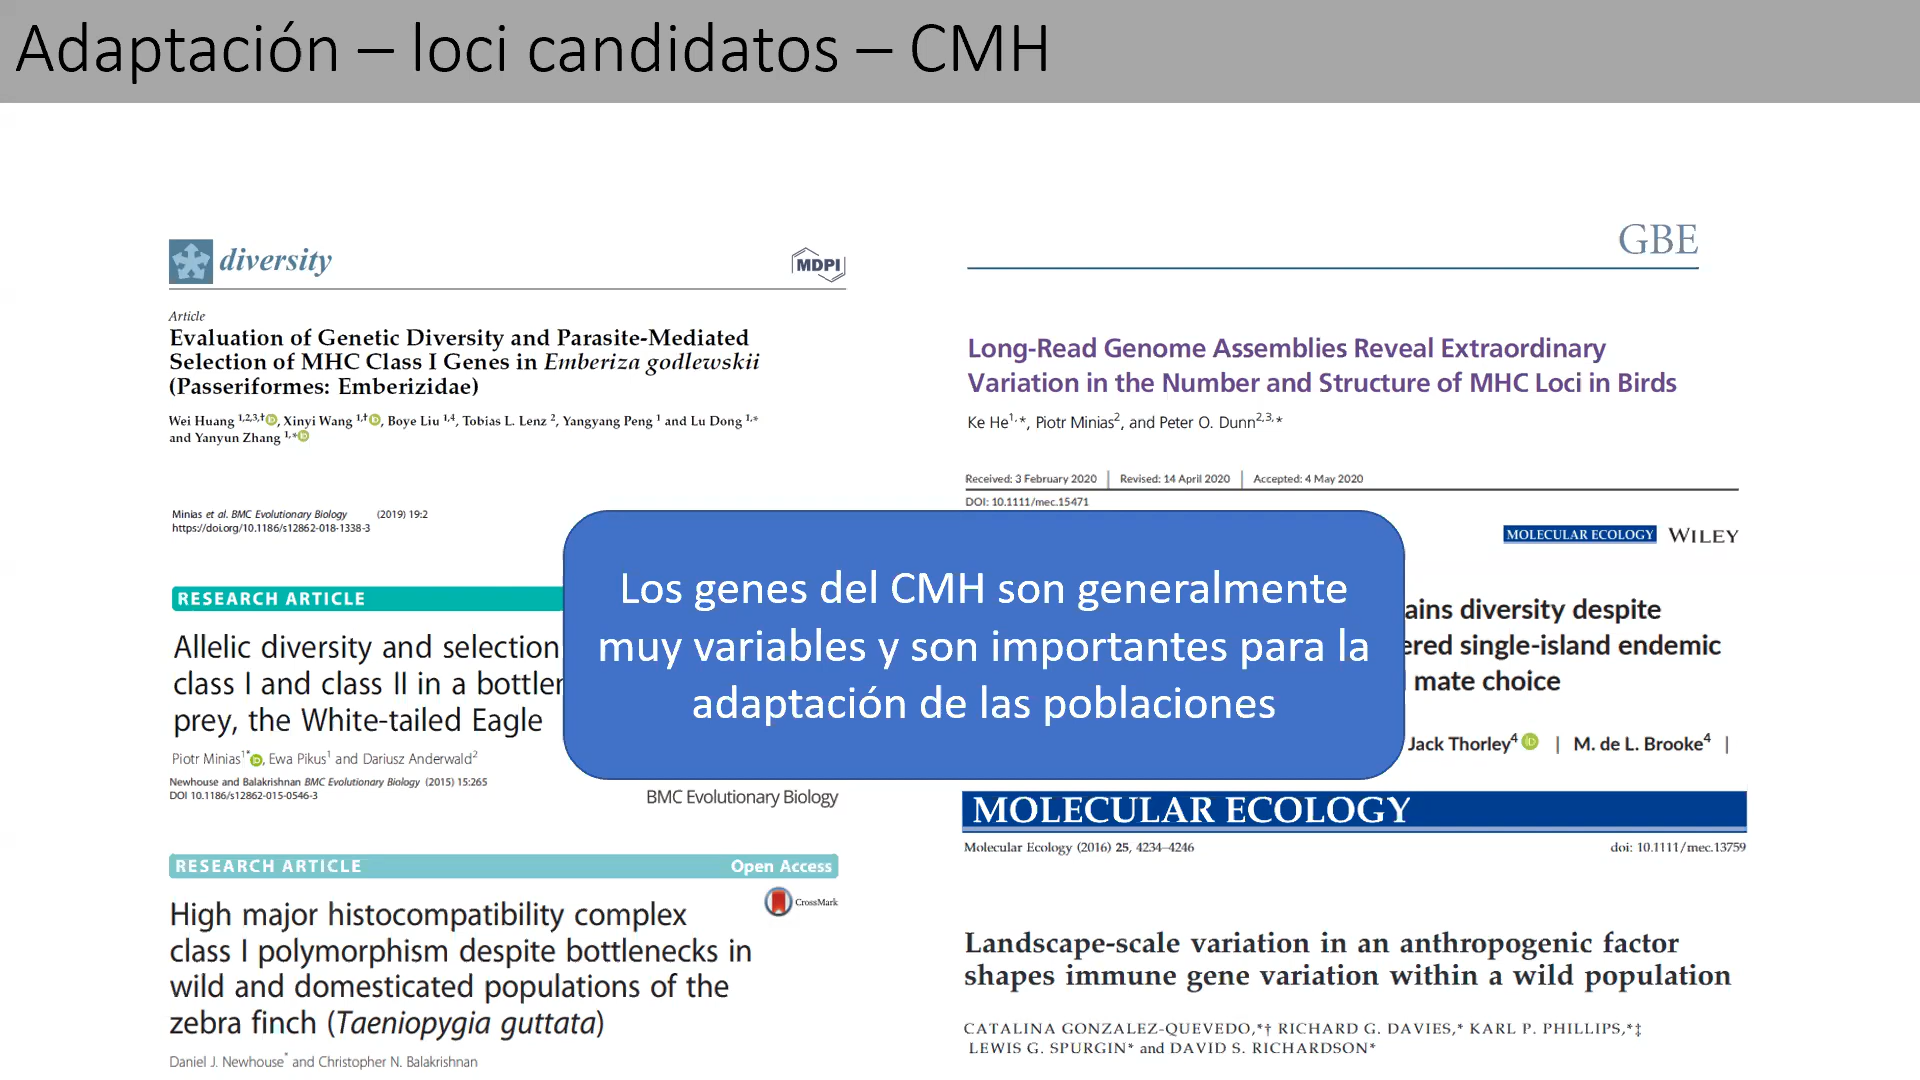 Adaptación – loci candidatos – CMH
diversity
MDPI
Article
Evaluation of Genetic Diversity and Parasite-Mediated
Selection of MHC Class I Genes in Emberiza godlewskii
(Passeriformes: Emberizidae)
Wei Huang 1,2,3,†, Xinyi Wang 1,†, Boye Liu 1,4, Tobias L. Lenz 2, Yangyang Peng 1 and Lu Dong 1,*
and Yanyun Zhang 1,*
GBE
Long-Read Genome Assemblies Reveal Extraordinary
Variation in the Number and Structure of MHC Loci in Birds
Ke He1,*, Piotr Minias2, and Peter O. Dunn2,3,*
Minias et al. BMC Evolutionary Biology (2019) 19:2
https://doi.org/10.1186/s12862-018-1338-3
RESEARCH ARTICLE
Allelic diversity and selection
class I and class II in a bottler
prey, the White-tailed Eagle
Piotr Minias1*, Ewa Pikus1 and Dariusz Anderwald2
Received: 3 February 2020 | Revised: 14 April 2020 | Accepted: 4 May 2020
DOI: 10.1111/mec.15471
MOLECULAR ECOLOGY WILEY
ains diversity despite
ered single-island endemic
mate choice
Jack Thorley4 | M. de L. Brooke4 |
Los genes del CMH son generalmente
muy variables y son importantes para la
adaptación de las poblaciones
Newhouse and Balakrishnan BMC Evolutionary Biology (2015) 15:265
DOI 10.1186/s12862-015-0546-3
BMC Evolutionary Biology
RESEARCH ARTICLE Open Access
CrossMark
High major histocompatibility complex
class I polymorphism despite bottlenecks in
wild and domesticated populations of the
zebra finch (Taeniopygia guttata)
Daniel J. Newhouse* and Christopher N. Balakrishnan
MOLECULAR ECOLOGY
Molecular Ecology (2016) 25, 4234–4246 doi: 10.1111/mec.13759
Landscape-scale variation in an anthropogenic factor
shapes immune gene variation within a wild population
CATALINA GONZALEZ-QUEVEDO,*† RICHARD G. DAVIES,* KARL P. PHILLIPS,*‡
LEWIS G. SPURGIN* and DAVID S. RICHARDSON*